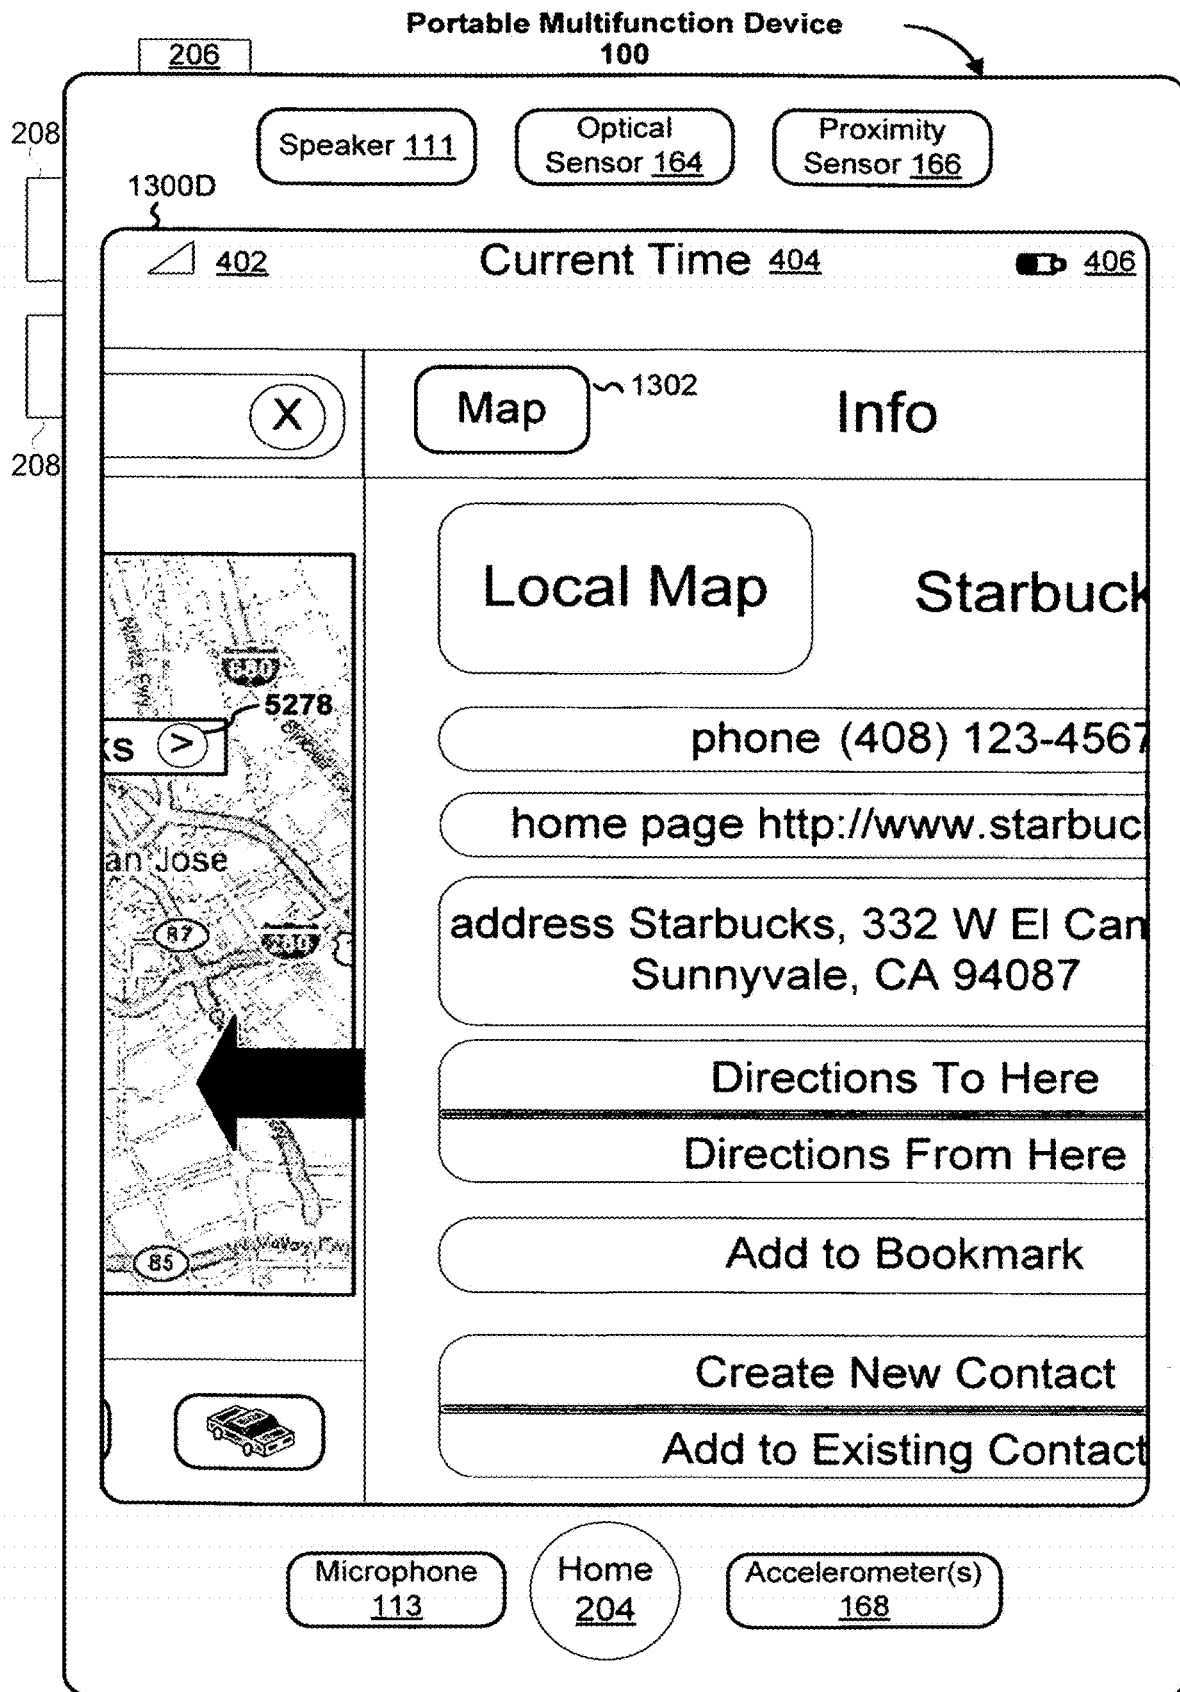 Portable Multifunction Device
100
206
208
Speaker 111
Optical
Sensor 164
Proximity
Sensor 166
1300D
402
Current Time 404
406
X
Map
1302
Info
208
Local Map
Starbuck
680
5278
ks >
phone (408) 123-4567
home page http://www.starbuc
an Jose
address Starbucks, 332 W El Cam
Sunnyvale, CA 94087
87
280
Directions To Here
Directions From Here
85
Add to Bookmark
Create New Contact
Add to Existing Contact
Microphone
113
Home
204
Accelerometer(s)
168